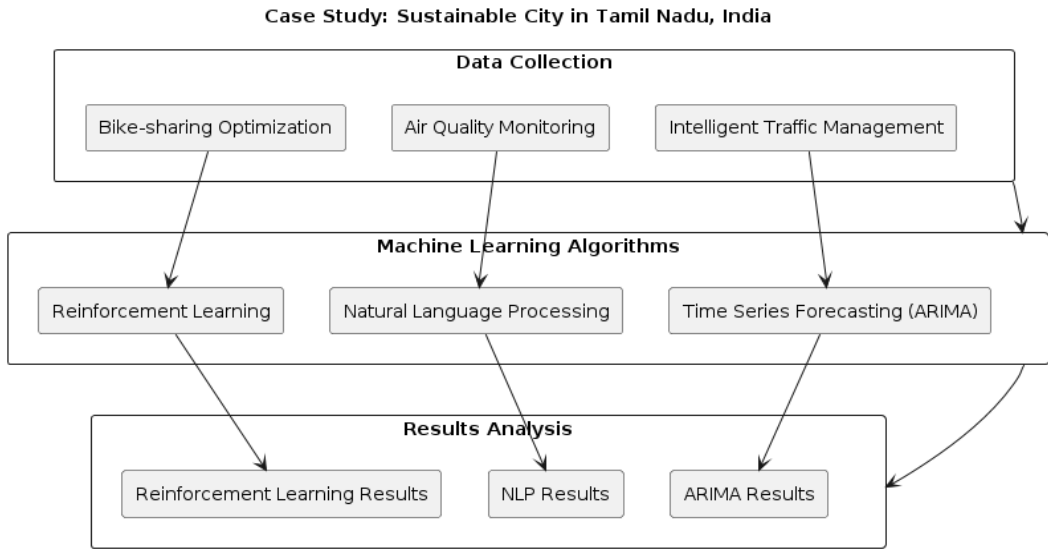 Case Study: Sustainable City in Tamil Nadu, India
Data Collection
Bike-sharing Optimization
Air Quality Monitoring
Intelligent Traffic Management
Machine Learning Algorithms
Reinforcement Learning
Natural Language Processing
Time Series Forecasting (ARIMA)
Results Analysis
Reinforcement Learning Results
NLP Results
ARIMA Results